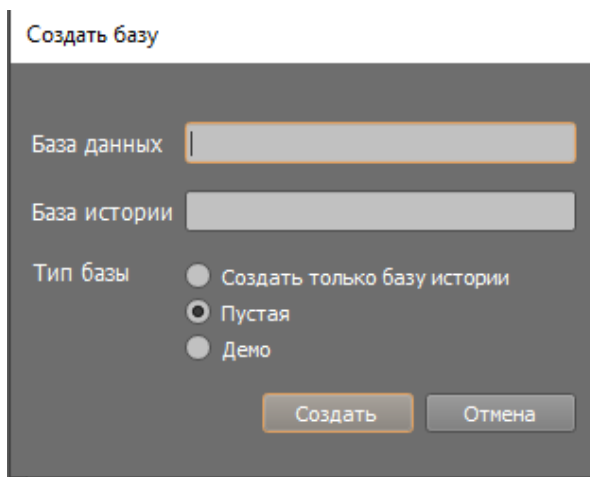 Создать базу
База данных
База истории
Тип базы
Создать только базу истории
Пустая
Демо
Создать
Отмена